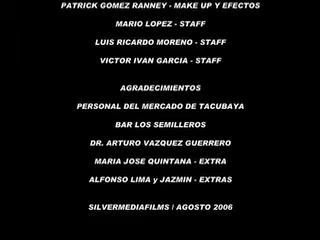 PATRICK GOMEZ RANNEY - MAKE UP Y EFECTOS
MARIO LOPEZ - STAFF
LUIS RICARDO MORENO - STAFF
VICTOR IVAN GARCIA - STAFF
AGRADECIMIENTOS
PERSONAL DEL MERCADO DE TACUBAYA
BAR LOS SEMILLEROS
DR. ARTURO VAZQUEZ GUERRERO
MARIA JOSE QUINTANA - EXTRA
ALFONSO LIMA y JAZMIN - EXTRAS
SILVERMEDIAFILMS / AGOSTO 2006